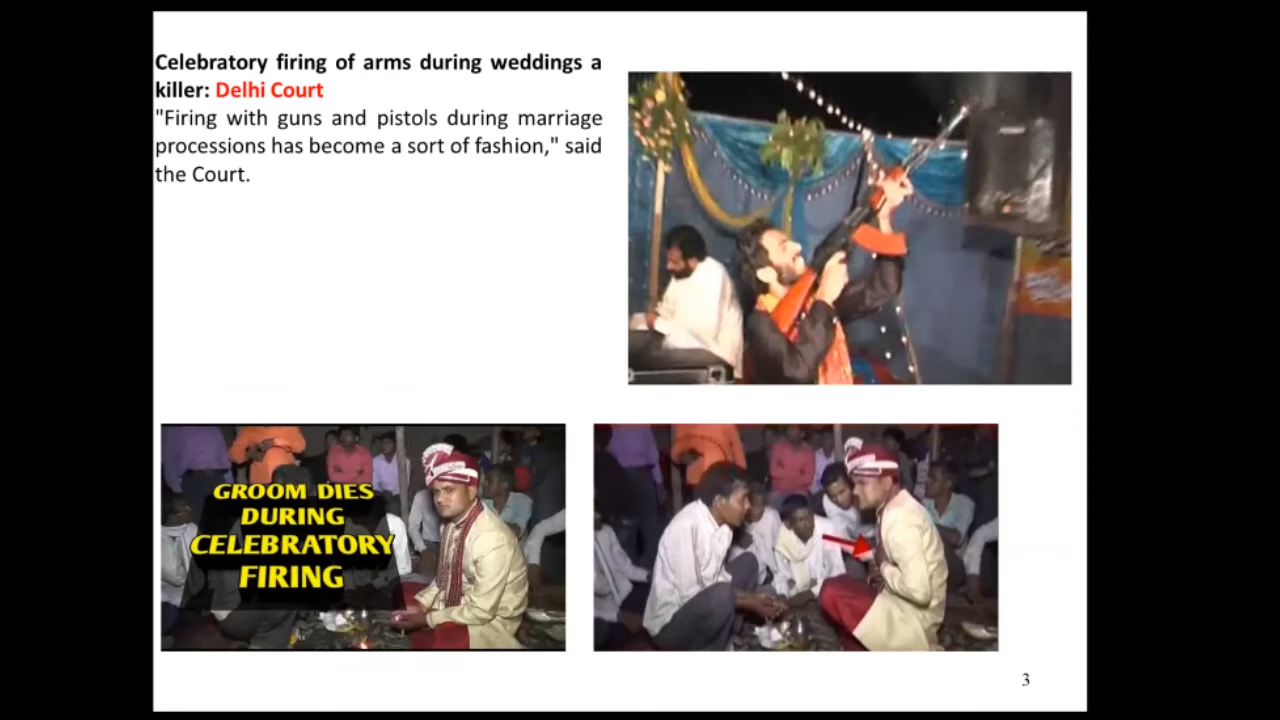 Celebratory firing of arms during weddings a
killer: Delhi Court
"Firing with guns and pistols during marriage
processions has become a sort of fashion," said
the Court.
GROOM DIES
DURING
CELEBRATORY
FIRING
3